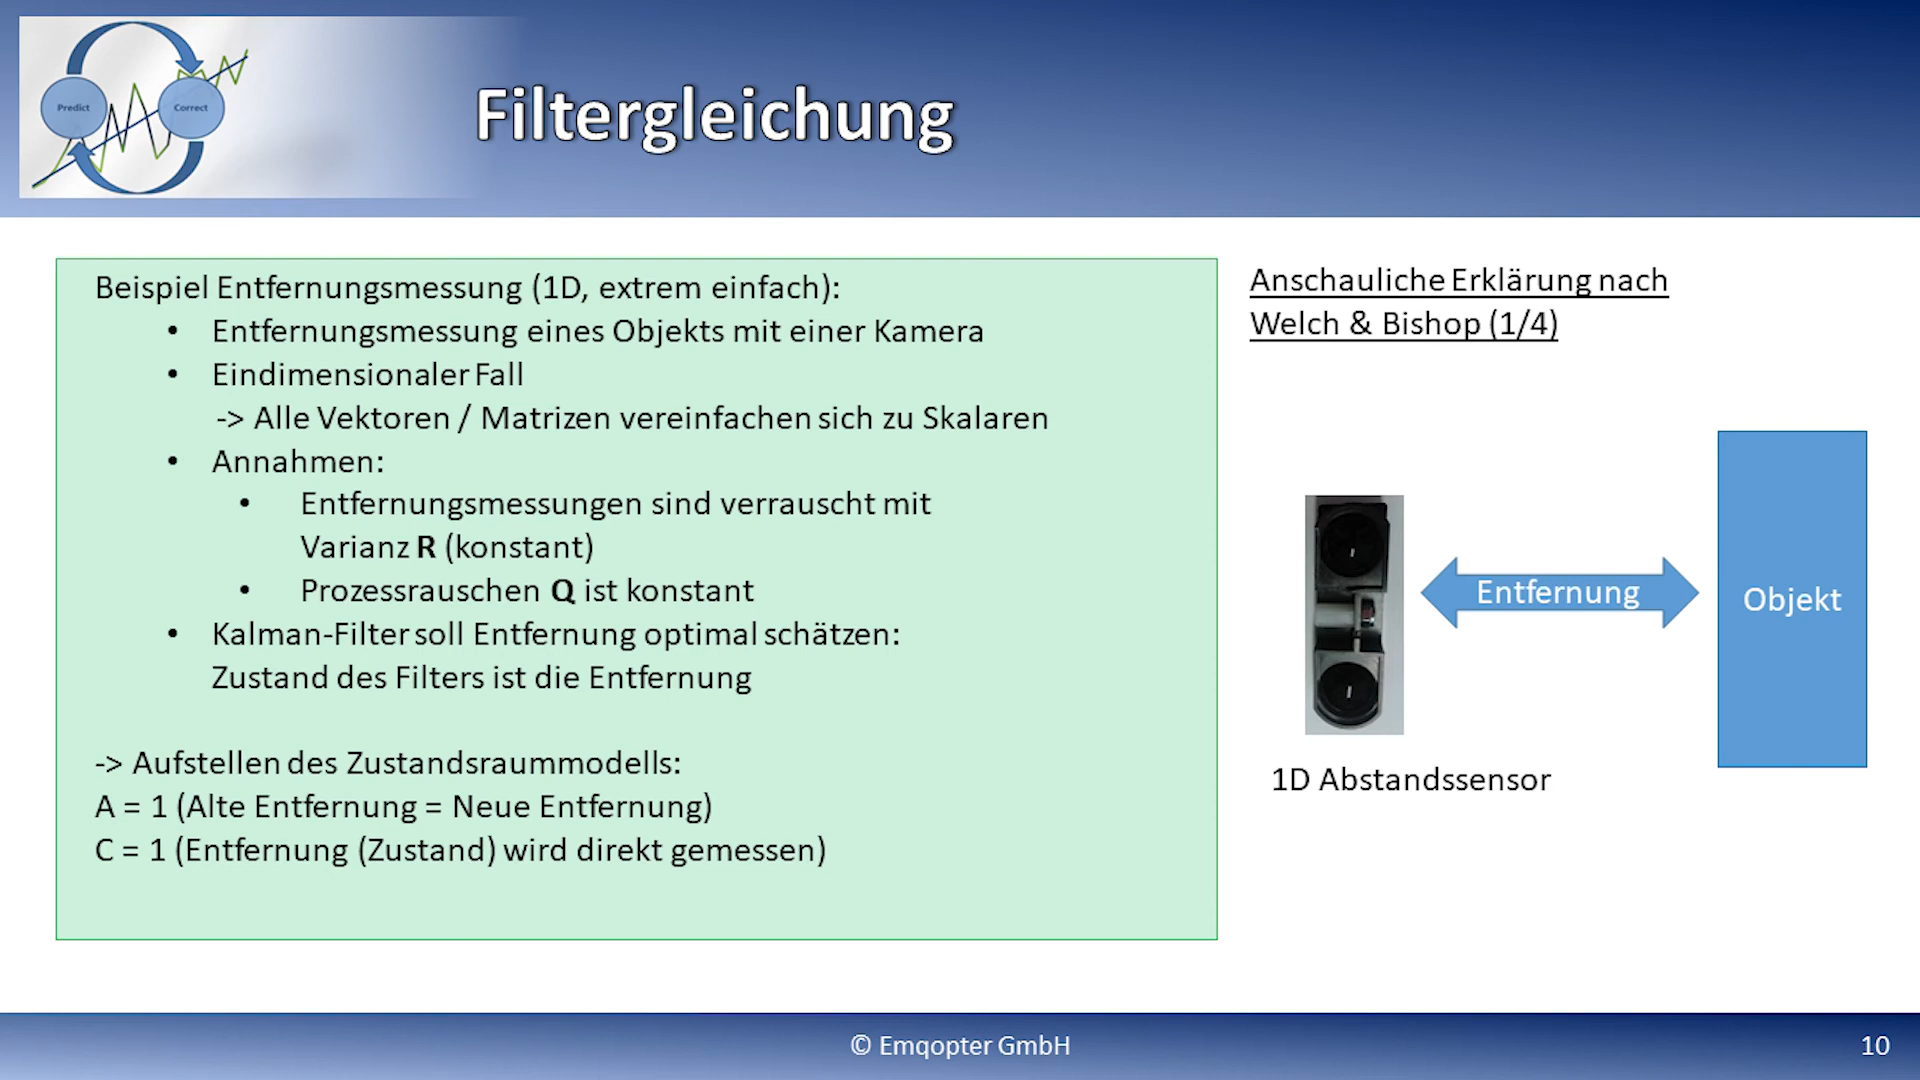 Predict
Correct
Filtergleichung
Beispiel Entfernungsmessung (1D, extrem einfach):
• Entfernungsmessung eines Objekts mit einer Kamera
• Eindimensionaler Fall
-> Alle Vektoren / Matrizen vereinfachen sich zu Skalaren
• Annahmen:
• Entfernungsmessungen sind verrauscht mit
Varianz R (konstant)
• Prozessrauschen Q ist konstant
• Kalman-Filter soll Entfernung optimal schätzen:
Zustand des Filters ist die Entfernung
-> Aufstellen des Zustandsraummodells:
A = 1 (Alte Entfernung = Neue Entfernung)
C = 1 (Entfernung (Zustand) wird direkt gemessen)
Anschauliche Erklärung nach
Welch & Bishop (1/4)
Entfernung
Objekt
1D Abstandssensor
© Emqopter GmbH
10